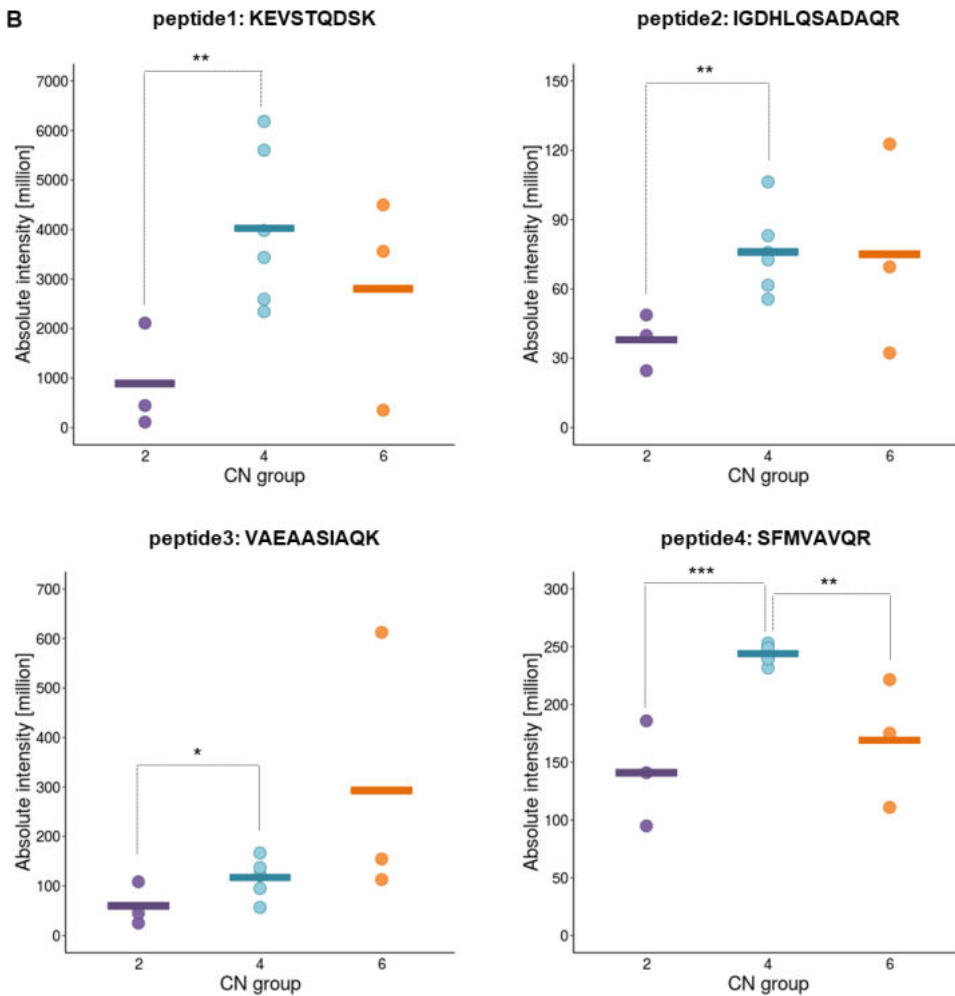 B
peptide1: KEVSTQDSK
**
7000
6000
5000
4000
3000
2000
1000
0
Absolute intensity [million]
2 4 6
CN group
peptide2: IGDHLQSADAQR
**
150
120
90
60
30
0
Absolute intensity [million]
2 4 6
CN group
peptide3: VAEAASIAQK
*
700
600
500
400
300
200
100
0
Absolute intensity [million]
2 4 6
CN group
peptide4: SFMVAVQR
*** **
300
250
200
150
100
50
0
Absolute intensity [million]
2 4 6
CN group